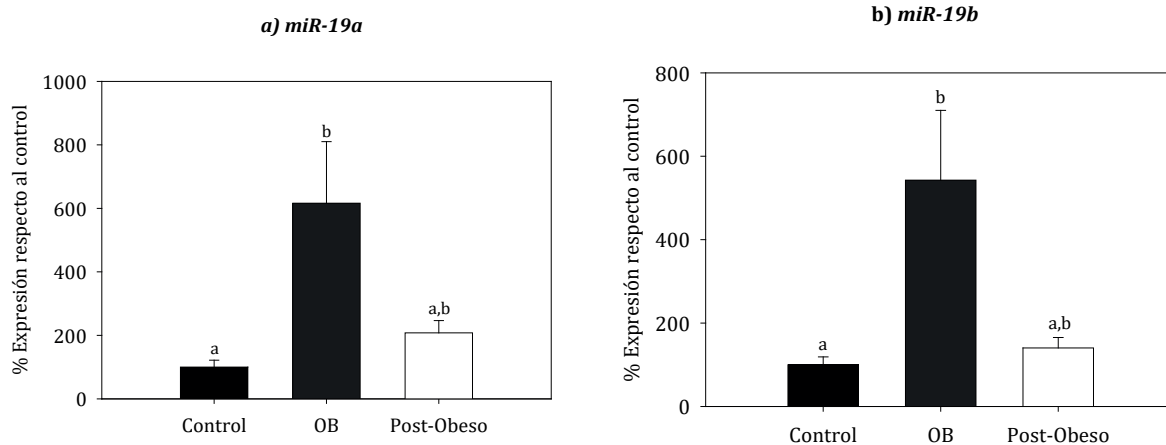 a) miR-19a
% Expresión respecto al control
1000
800
600
400
200
0
a
b
a,b
Control OB Post-Obeso
b) miR-19b
% Expresión respecto al control
800
600
400
200
0
a
b
a,b
Control OB Post-Obeso